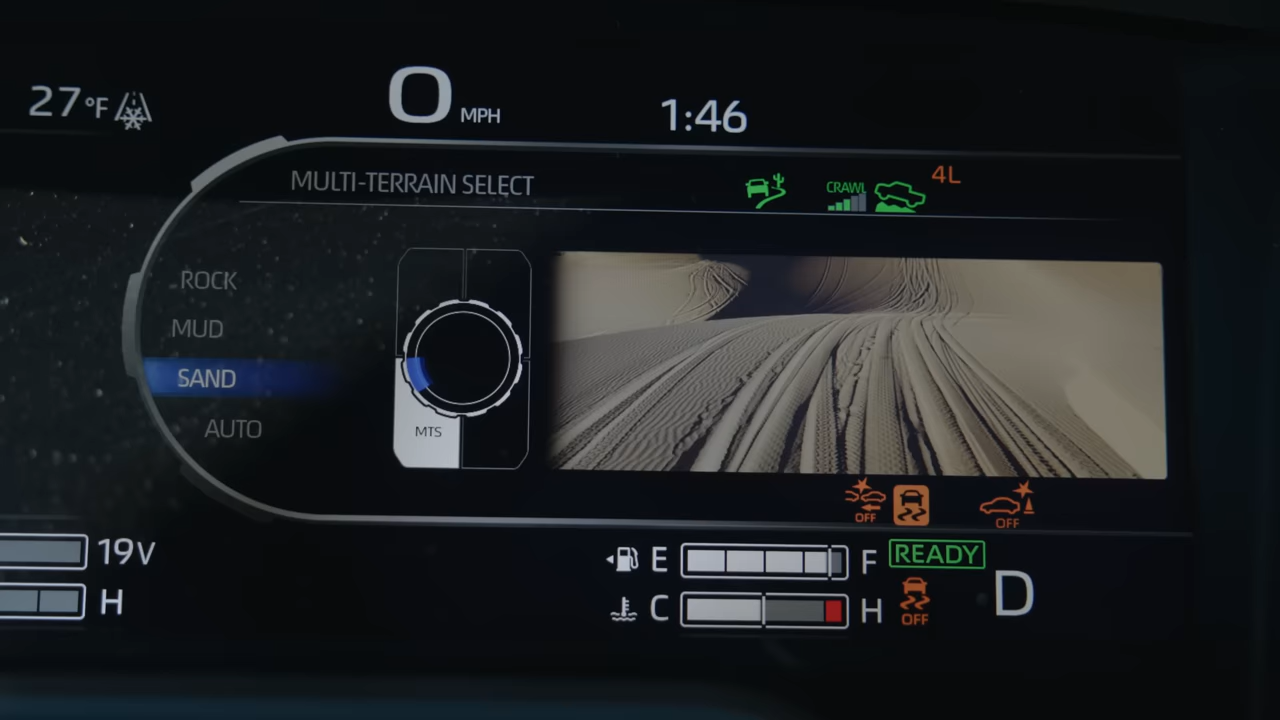 27°F
0 MPH
1:46
MULTI-TERRAIN SELECT
CRAWL
4L
ROCK
MUD
SAND
AUTO
MTS
OFF
OFF
19V
E F
READY
H
C H
OFF
D